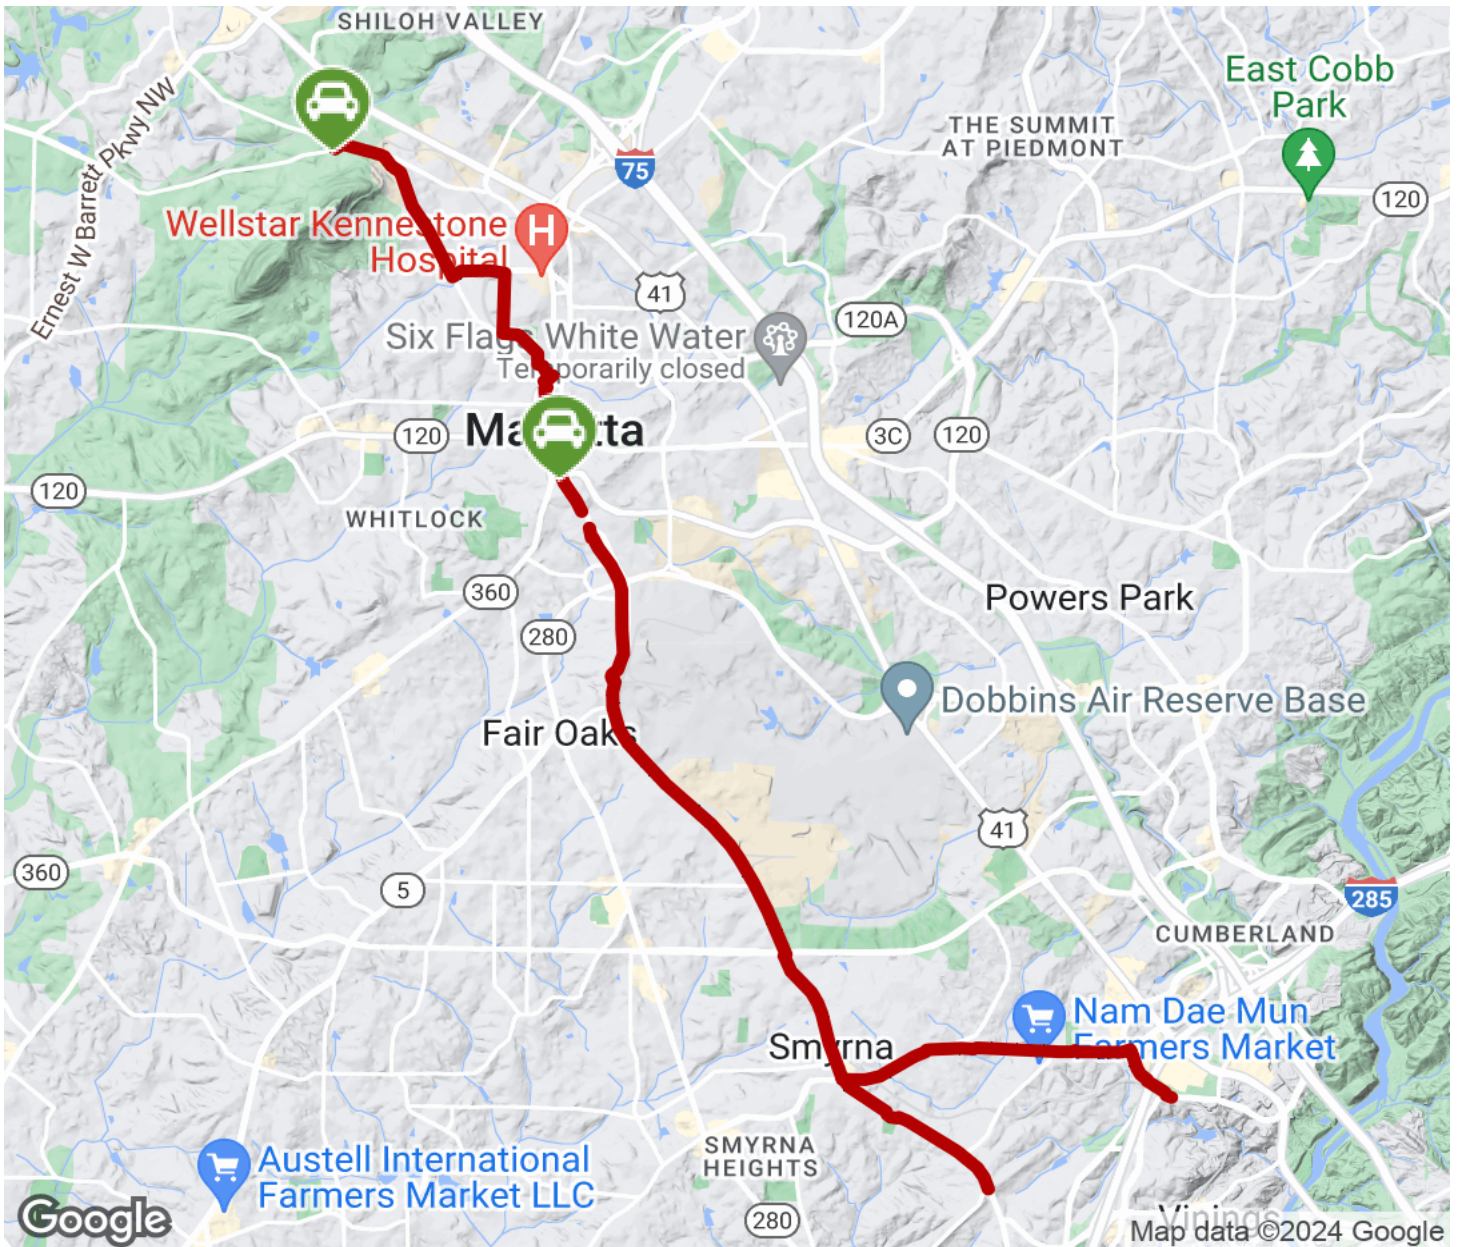 SHILOH VALLEY
East Cobb
Park
Ernest W Barrett Pkwy NW
THE SUMMIT
AT PIEDMONT
75
120
Wellstar Kennestone
Hospital
H
41
120A
Six Flags White Water
Temporarily closed
120
3C
120
120
WHITLOCK
360
Powers Park
280
Dobbins Air Reserve Base
Fair Oaks
41
360
5
285
CUMBERLAND
Nam Dae Mun
Farmers Market
Smyrna
SMYRNA
HEIGHTS
Austell International
Farmers Market LLC
280
Vinings
Google
Map data ©2024 Google